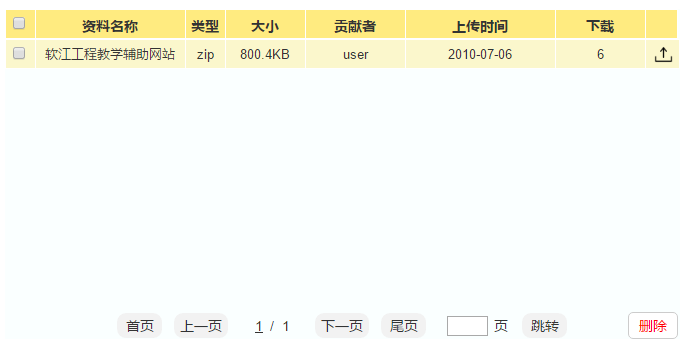 资料名称 类型 大小 贡献者 上传时间 下载
软江工程教学辅助网站 zip 800.4KB user 2010-07-06 6
首页 上一页 1 / 1 下一页 尾页 页 跳转 删除